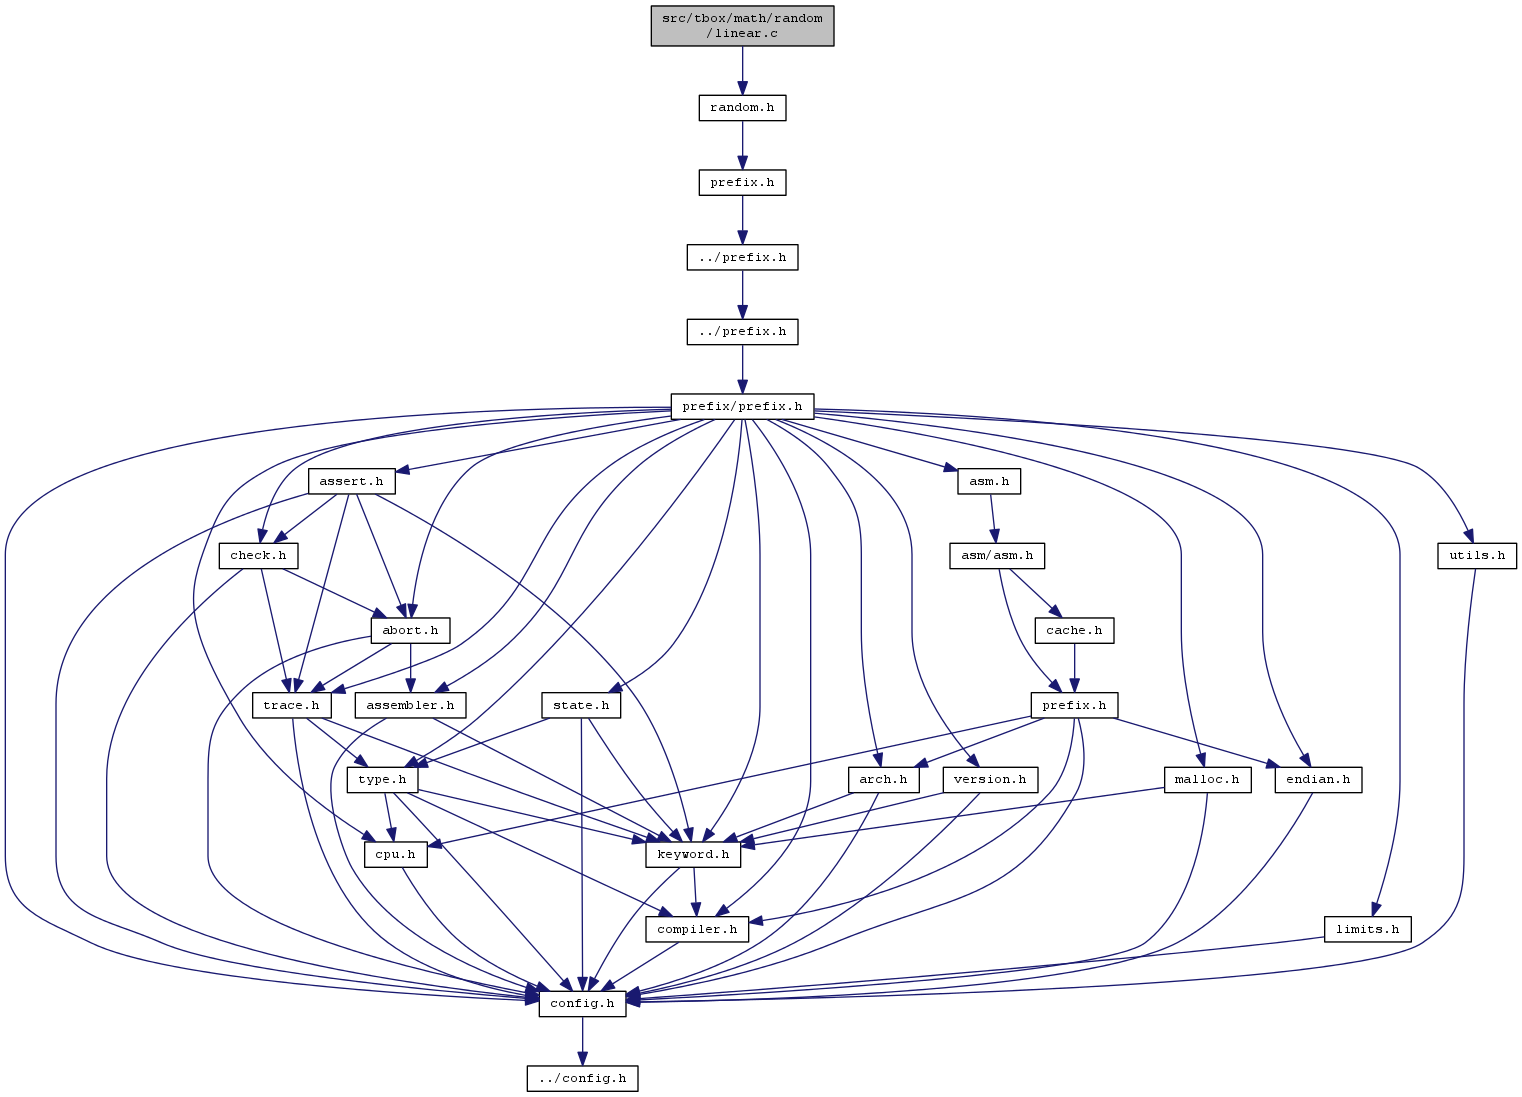 src/tbox/math/random
/linear.c
random.h
prefix.h
../prefix.h
../prefix.h
prefix/prefix.h
assert.h
asm.h
check.h
asm/asm.h
utils.h
abort.h
cache.h
trace.h
assembler.h
state.h
prefix.h
type.h
arch.h
version.h
malloc.h
endian.h
cpu.h
keyword.h
compiler.h
limits.h
config.h
../config.h